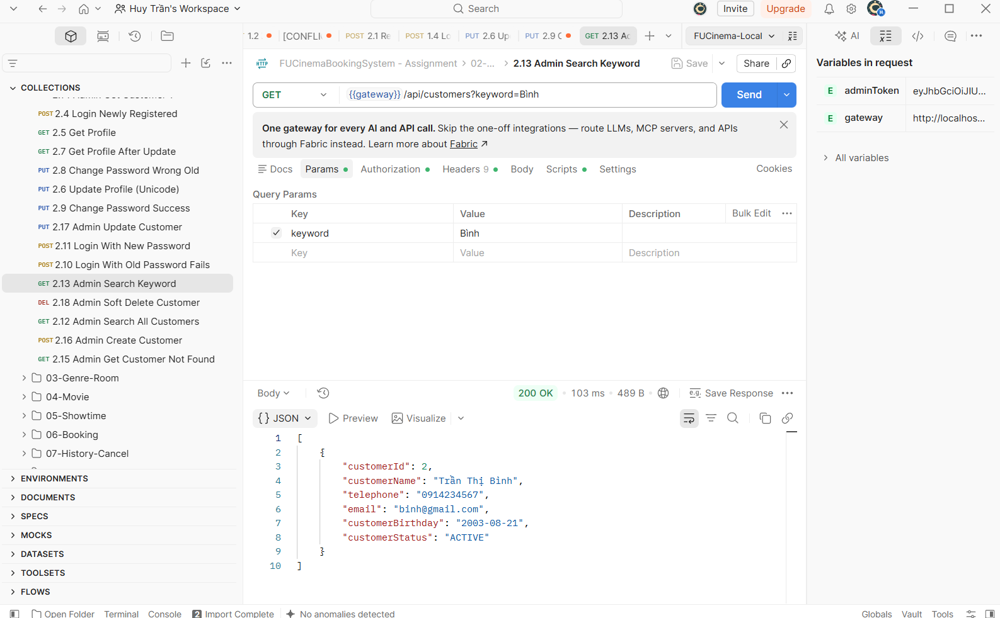 Huy Trần's Workspace
Search
Invite
Upgrade
1.2
[CONFLI
POST 2.1 Re
POST 1.4 Lo
PUT 2.6 Up
PUT 2.9 C
GET 2.13 Ac
FUCinema-Local
AI
HTTP FUCinemaBookingSystem - Assignment > 02-... > 2.13 Admin Search Keyword
Save
Share
Variables in request
COLLECTIONS
POST 2.4 Login Newly Registered
GET 2.5 Get Profile
GET 2.7 Get Profile After Update
PUT 2.8 Change Password Wrong Old
PUT 2.6 Update Profile (Unicode)
PUT 2.9 Change Password Success
PUT 2.17 Admin Update Customer
POST 2.11 Login With New Password
POST 2.10 Login With Old Password Fails
GET 2.13 Admin Search Keyword
DEL 2.18 Admin Soft Delete Customer
GET 2.12 Admin Search All Customers
POST 2.16 Admin Create Customer
GET 2.15 Admin Get Customer Not Found
03-Genre-Room
04-Movie
05-Showtime
06-Booking
07-History-Cancel
ENVIRONMENTS
DOCUMENTS
SPECS
MOCKS
DATASETS
TOOLSETS
FLOWS
GET
{{gateway}} /api/customers?keyword=Bình
Send
One gateway for every AI and API call. Skip the one-off integrations — route LLMs, MCP servers, and APIs
through Fabric instead. Learn more about Fabric ↗
Docs Params Authorization Headers 9 Body Scripts Settings
Cookies
Query Params
Key Value Description Bulk Edit
keyword Bình
Key Value Description
Body
200 OK 103 ms 489 B
e.g. Save Response
{ } JSON Preview Visualize
1 [
2 {
3 "customerId": 2,
4 "customerName": "Trần Thị Bình",
5 "telephone": "0914234567",
6 "email": "binh@gmail.com",
7 "customerBirthday": "2003-08-21",
8 "customerStatus": "ACTIVE"
9 }
10 ]
E adminToken eyJhbGciOiJIU...
E gateway http://localhos...
All variables
Open Folder Terminal Console 2 Import Complete No anomalies detected
Globals Vault Tools